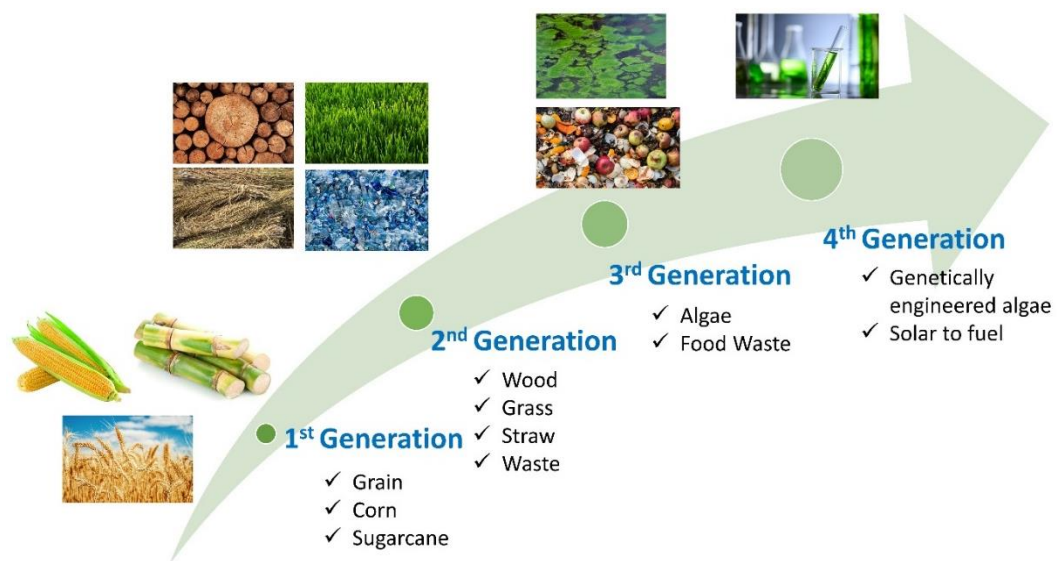 1st Generation
✓ Grain
✓ Corn
✓ Sugarcane
2nd Generation
✓ Wood
✓ Grass
✓ Straw
✓ Waste
3rd Generation
✓ Algae
✓ Food Waste
4th Generation
✓ Genetically
engineered algae
✓ Solar to fuel